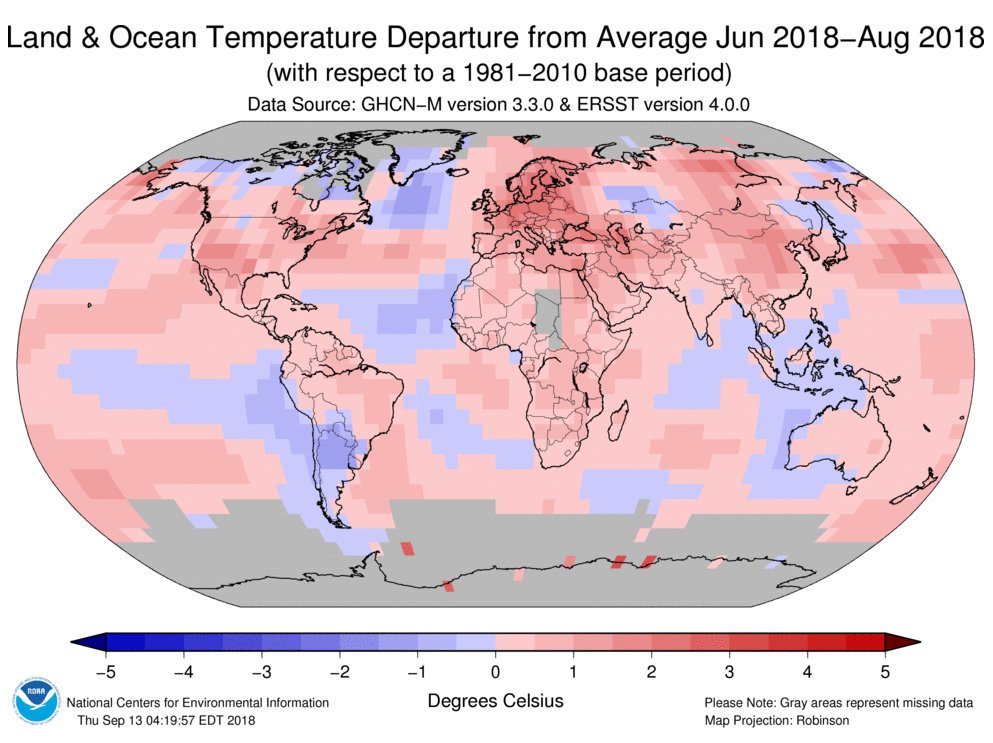 Land & Ocean Temperature Departure from Average Jun 2018–Aug 2018
(with respect to a 1981–2010 base period)
Data Source: GHCN–M version 3.3.0 & ERSST version 4.0.0
−5 −4 −3 −2 −1 0 1 2 3 4 5
Degrees Celsius
NOAA
National Centers for Environmental Information
Thu Sep 13 04:19:57 EDT 2018
Please Note: Gray areas represent missing data
Map Projection: Robinson